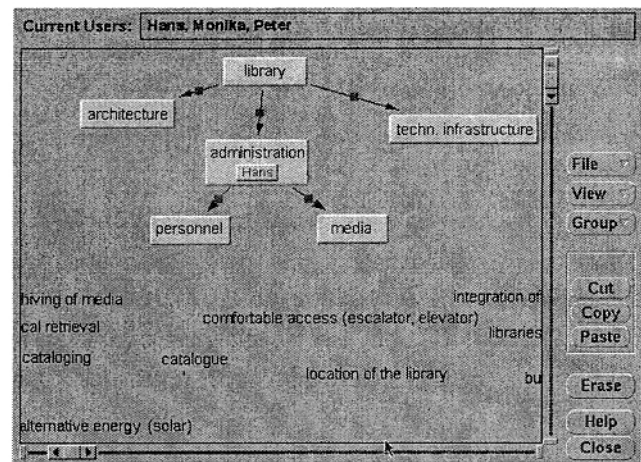 Current Users: Hans, Monika, Peter
library
architecture
techn. infrastructure
administration
Hans
personnel
media
File
View
Group
hiving of media
integration of
cal retrieval
comfortable access (escalator, elevator)
libraries
cataloging
catalogue
location of the library
bu
alternative energy (solar)
Cut
Copy
Paste
Erase
Help
Close